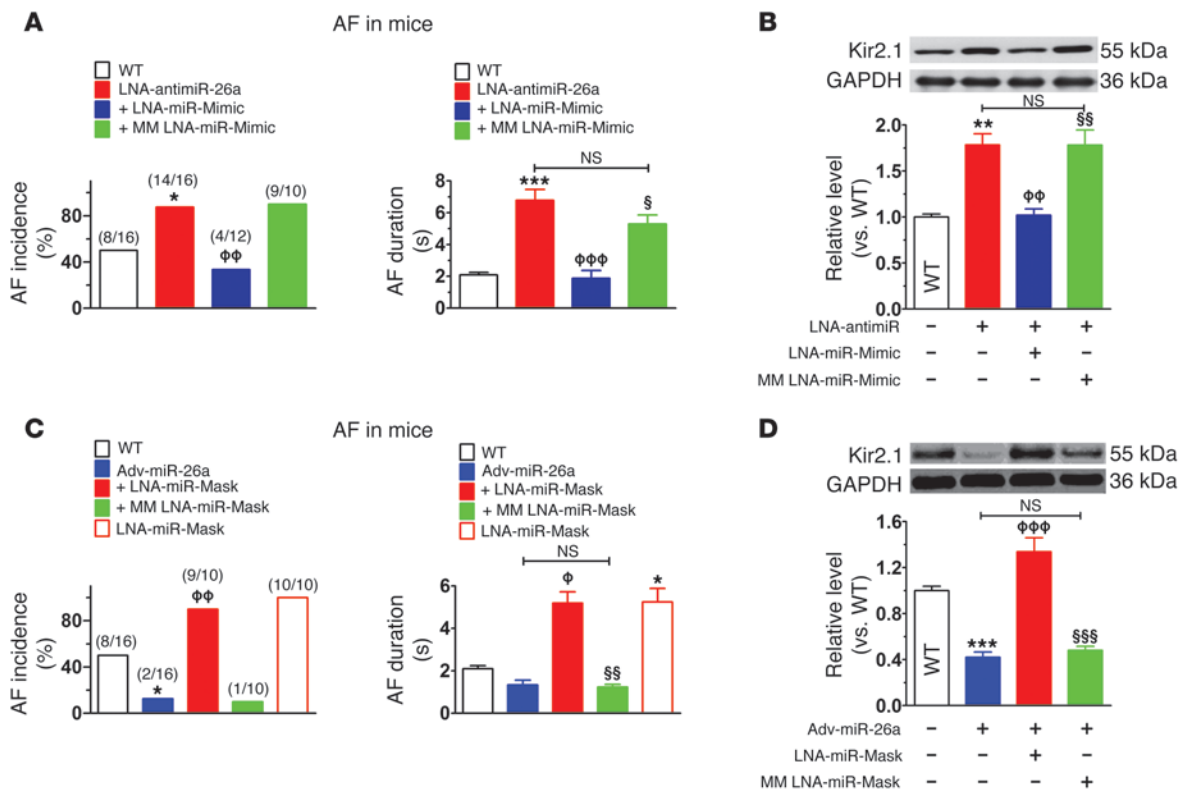 A
AF in mice
WT
LNA-antimiR-26a
+ LNA-miR-Mimic
+ MM LNA-miR-Mimic
AF incidence
(%)
80
40
0
(8/16)
(14/16)
*
(4/12)
ϕϕ
(9/10)
WT
LNA-antimiR-26a
+ LNA-miR-Mimic
+ MM LNA-miR-Mimic
AF duration
(s)
8
6
4
2
0
NS
***
ϕϕϕ
§
B
Kir2.1 55 kDa
GAPDH 36 kDa
NS
Relative level
(vs. WT)
2.0
1.5
1.0
0.5
0.0
WT
**
ϕϕ
§§
LNA-antimiR − + + +
LNA-miR-Mimic − − + −
MM LNA-miR-Mimic − − − +
C
AF in mice
WT
Adv-miR-26a
+ LNA-miR-Mask
+ MM LNA-miR-Mask
LNA-miR-Mask
AF incidence
(%)
80
40
0
(8/16)
(2/16)
*
(9/10)
ϕϕ
(1/10)
(10/10)
WT
Adv-miR-26a
+ LNA-miR-Mask
+ MM LNA-miR-Mask
LNA-miR-Mask
AF duration
(s)
6
4
2
0
NS
ϕ
§§
*
D
Kir2.1 55 kDa
GAPDH 36 kDa
NS
Relative level
(vs. WT)
1.6
1.2
0.8
0.4
0.0
WT
***
ϕϕϕ
§§§
Adv-miR-26a − + + +
LNA-miR-Mask − − + −
MM LNA-miR-Mask − − − +